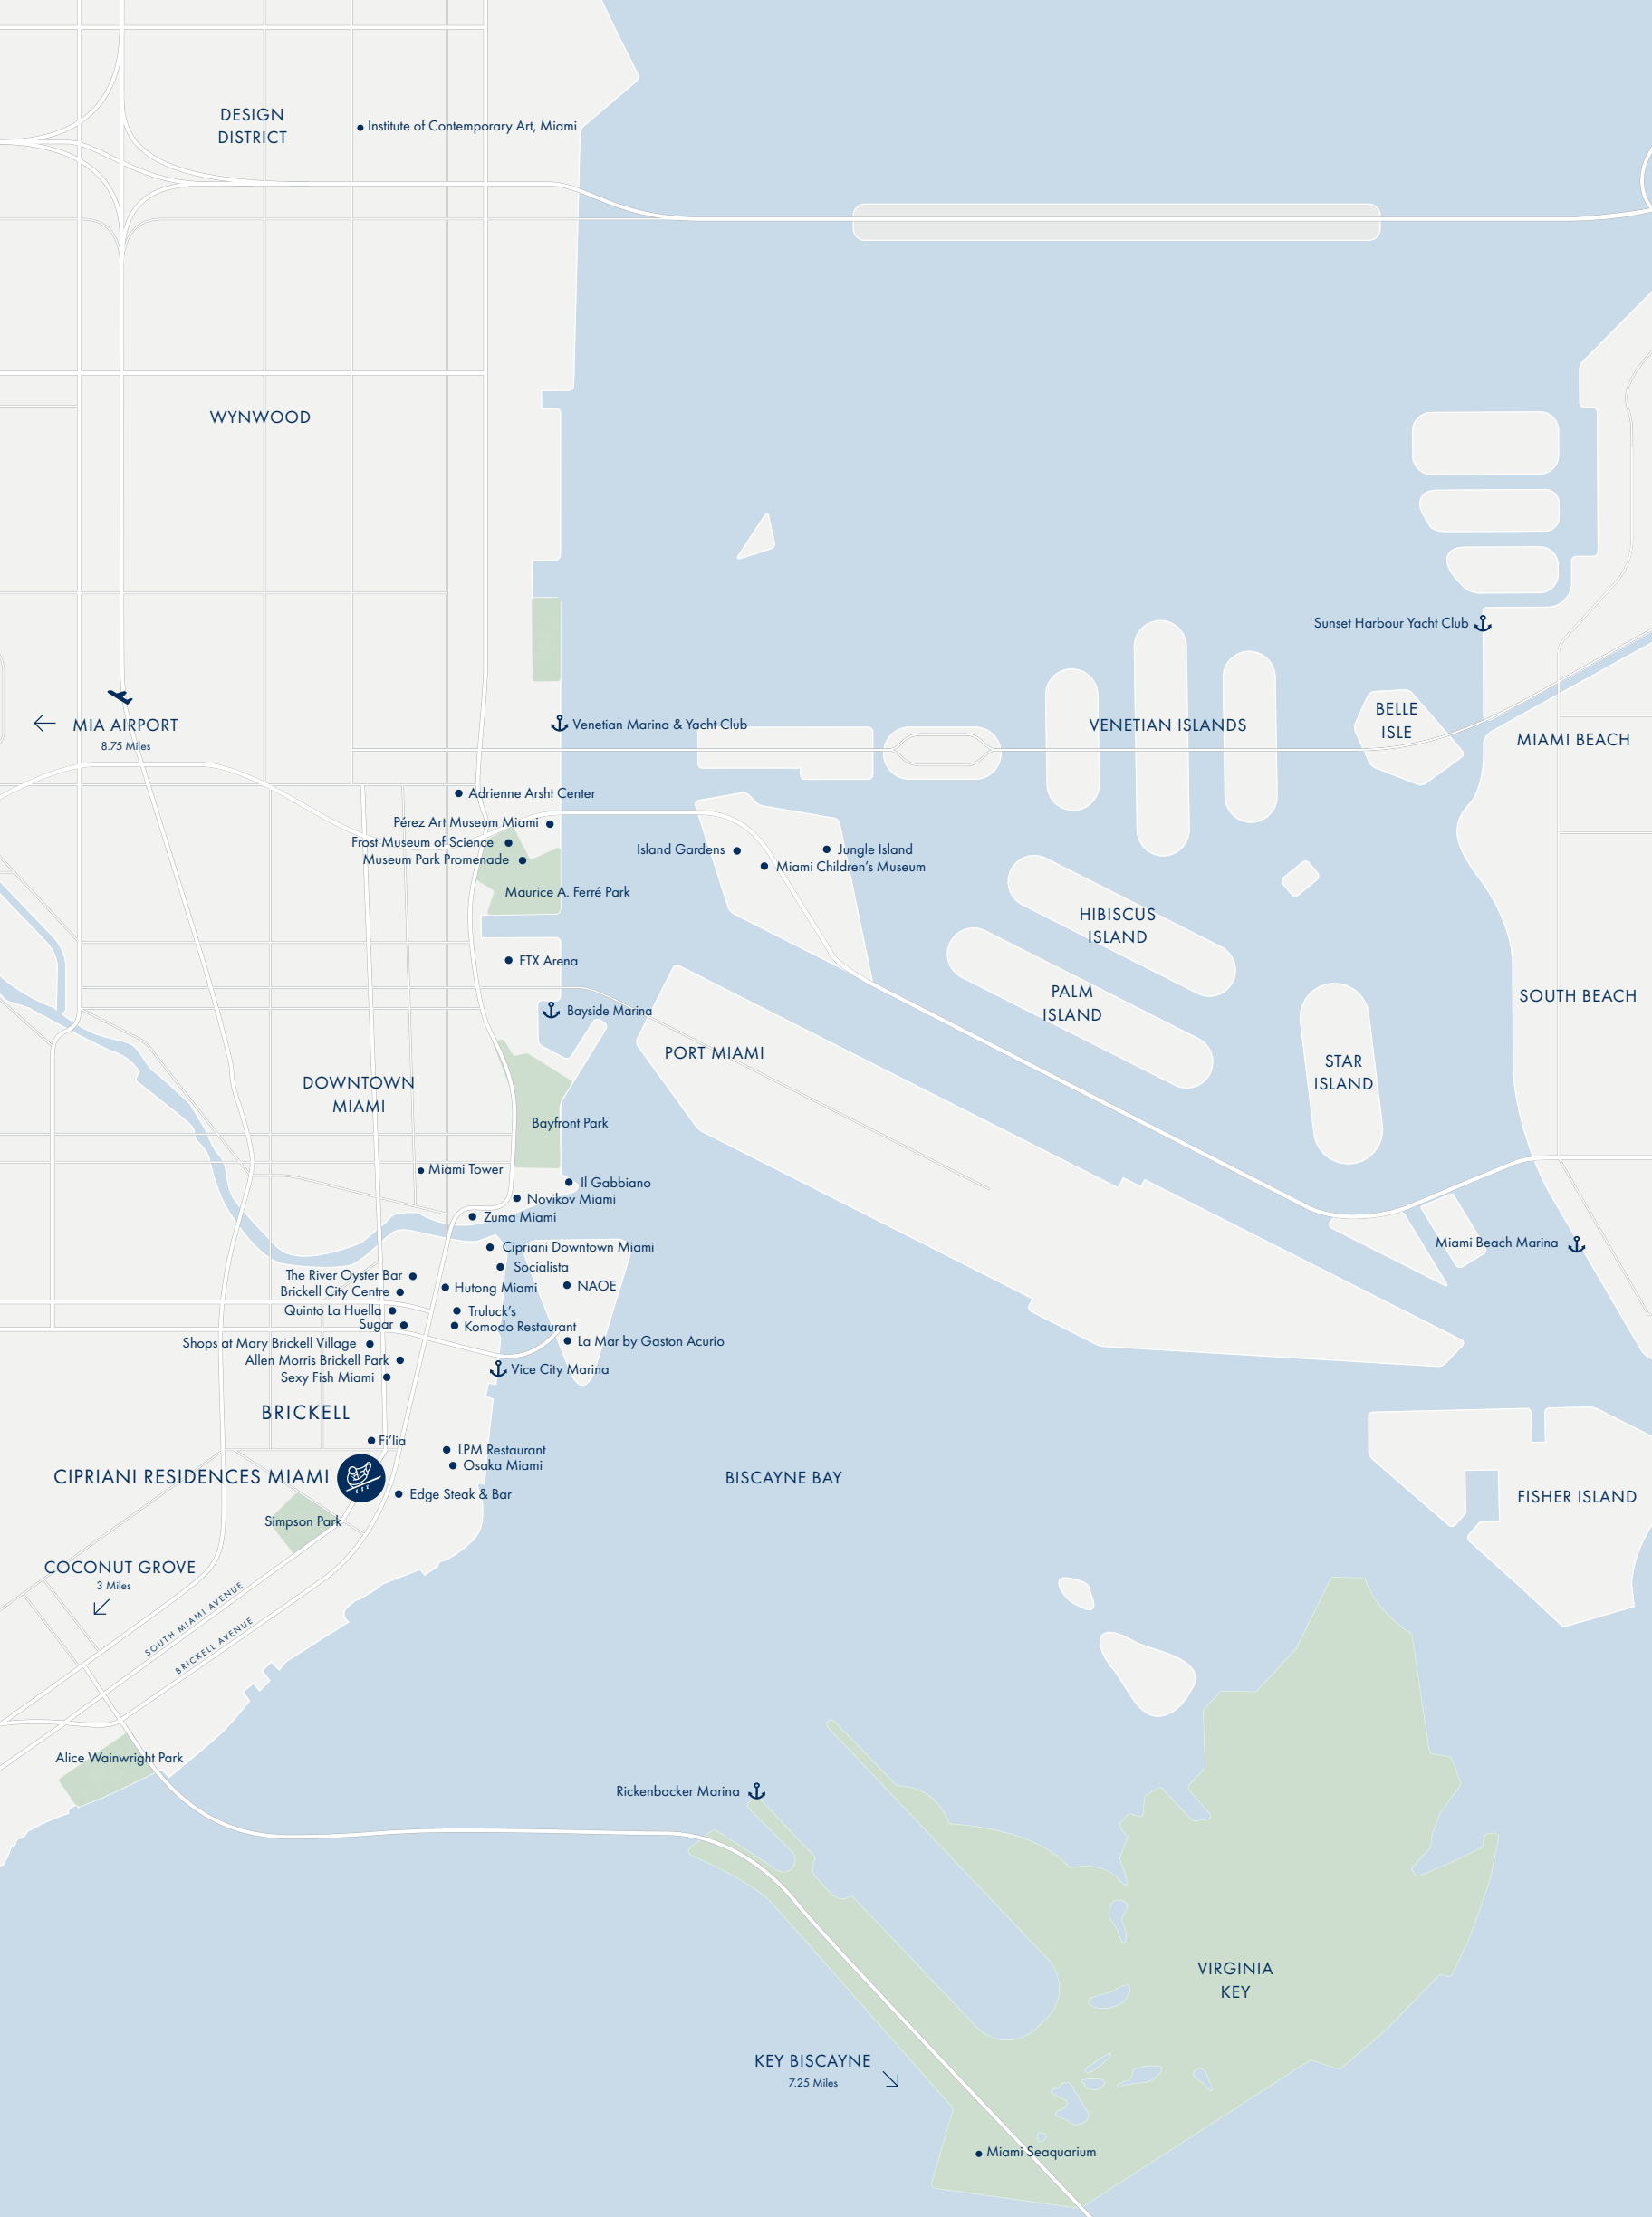 DESIGN
DISTRICT
Institute of Contemporary Art, Miami
WYNWOOD
Sunset Harbour Yacht Club
MIA AIRPORT
8.75 Miles
Venetian Marina & Yacht Club
VENETIAN ISLANDS
BELLE
ISLE
MIAMI BEACH
Adrienne Arsht Center
Pérez Art Museum Miami
Frost Museum of Science
Museum Park Promenade
Maurice A. Ferré Park
Island Gardens
Jungle Island
Miami Children's Museum
HIBISCUS
ISLAND
FTX Arena
PALM
ISLAND
SOUTH BEACH
Bayside Marina
PORT MIAMI
STAR
ISLAND
DOWNTOWN
MIAMI
Bayfront Park
Miami Tower
Il Gabbiano
Novikov Miami
Zuma Miami
Miami Beach Marina
Cipriani Downtown Miami
Socialista
The River Oyster Bar
Brickell City Centre
Hutong Miami
NAOE
Quinto La Huella
Truluck's
Sugar
Komodo Restaurant
Shops at Mary Brickell Village
La Mar by Gaston Acurio
Allen Morris Brickell Park
Vice City Marina
Sexy Fish Miami
BRICKELL
Fi'lia
LPM Restaurant
Osaka Miami
CIPRIANI RESIDENCES MIAMI
BISCAYNE BAY
Edge Steak & Bar
FISHER ISLAND
Simpson Park
COCONUT GROVE
3 Miles
SOUTH MIAMI AVENUE
BRICKELL AVENUE
Alice Wainwright Park
Rickenbacker Marina
VIRGINIA
KEY
KEY BISCAYNE
7.25 Miles
Miami Seaquarium